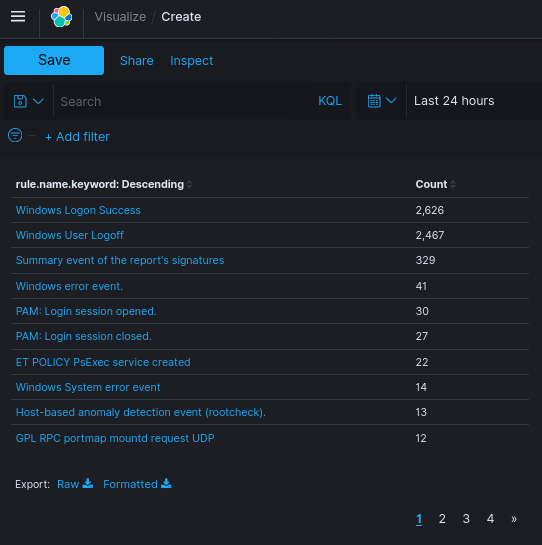 Visualize / Create
Save Share Inspect
Search KQL Last 24 hours
+ Add filter
rule.name.keyword: Descending Count
Windows Logon Success 2,626
Windows User Logoff 2,467
Summary event of the report's signatures 329
Windows error event. 41
PAM: Login session opened. 30
PAM: Login session closed. 27
ET POLICY PsExec service created 22
Windows System error event 14
Host-based anomaly detection event (rootcheck). 13
GPL RPC portmap mountd request UDP 12
Export: Raw Formatted
1 2 3 4 »